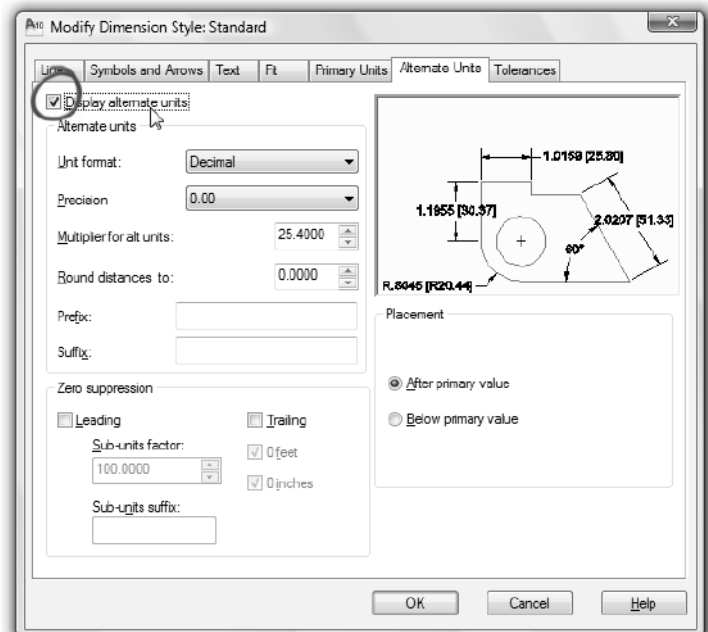 A10 Modify Dimension Style: Standard
Lines Symbols and Arrows Text Fit Primary Units Alternate Units Tolerances
Display alternate units
Alternate units
Unit format: Decimal
Precision 0.00
Multiplier for alt units: 25.4000
Round distances to: 0.0000
Prefix:
Suffix:
Zero suppression
Leading
Trailing
Sub-units factor:
100.0000
0 feet
0 inches
Sub-units suffix:
1.0159 [25.80]
1.1955 [30.37]
2.0207 [51.33]
60°
R.8045 [R20.44]
Placement
After primary value
Below primary value
OK Cancel Help